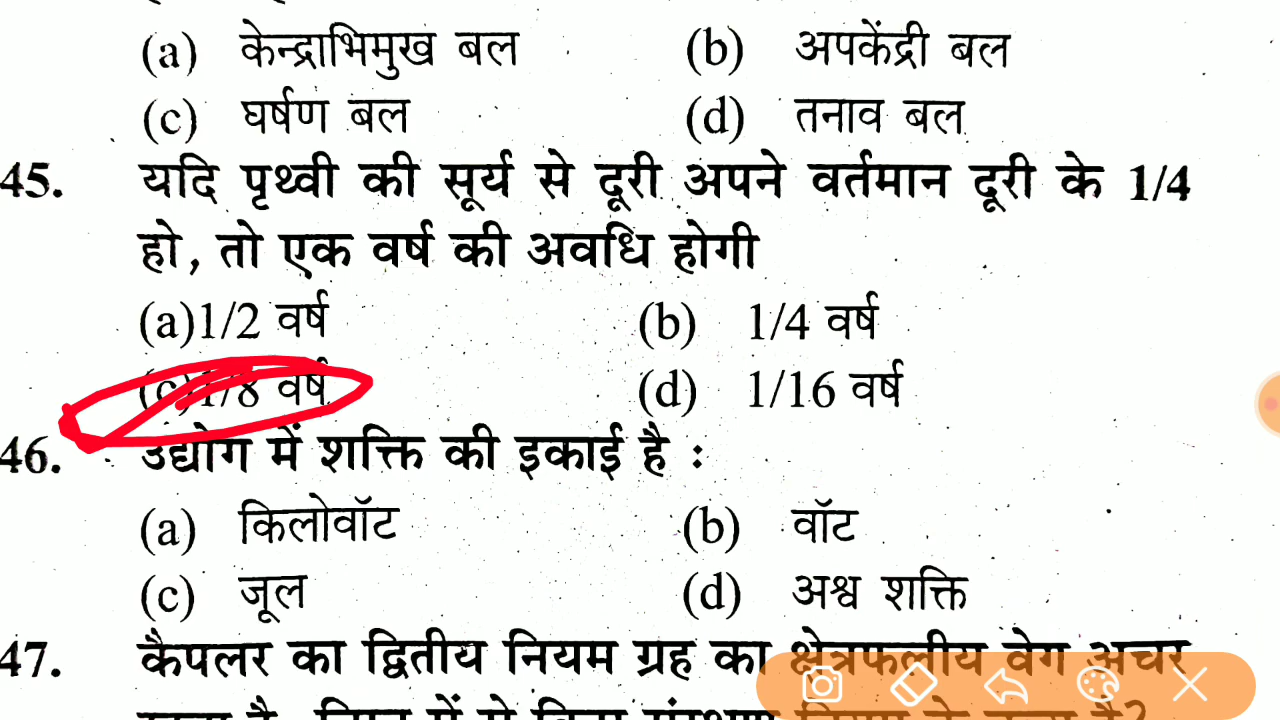 (a) केन्द्राभिमुख बल (b) अपकेंद्री बल
(c) घर्षण बल (d) तनाव बल
45. यदि पृथ्वी की सूर्य से दूरी अपने वर्तमान दूरी के 1/4
हो, तो एक वर्ष की अवधि होगी
(a)1/2 वर्ष (b) 1/4 वर्ष
(c)1/8 वर्ष (d) 1/16 वर्ष
46. उद्योग में शक्ति की इकाई है :
(a) किलोवॉट (b) वॉट
(c) जूल (d) अश्व शक्ति
47. कैपलर का द्वितीय नियम ग्रह का क्षेत्रफलीय वेग अचर